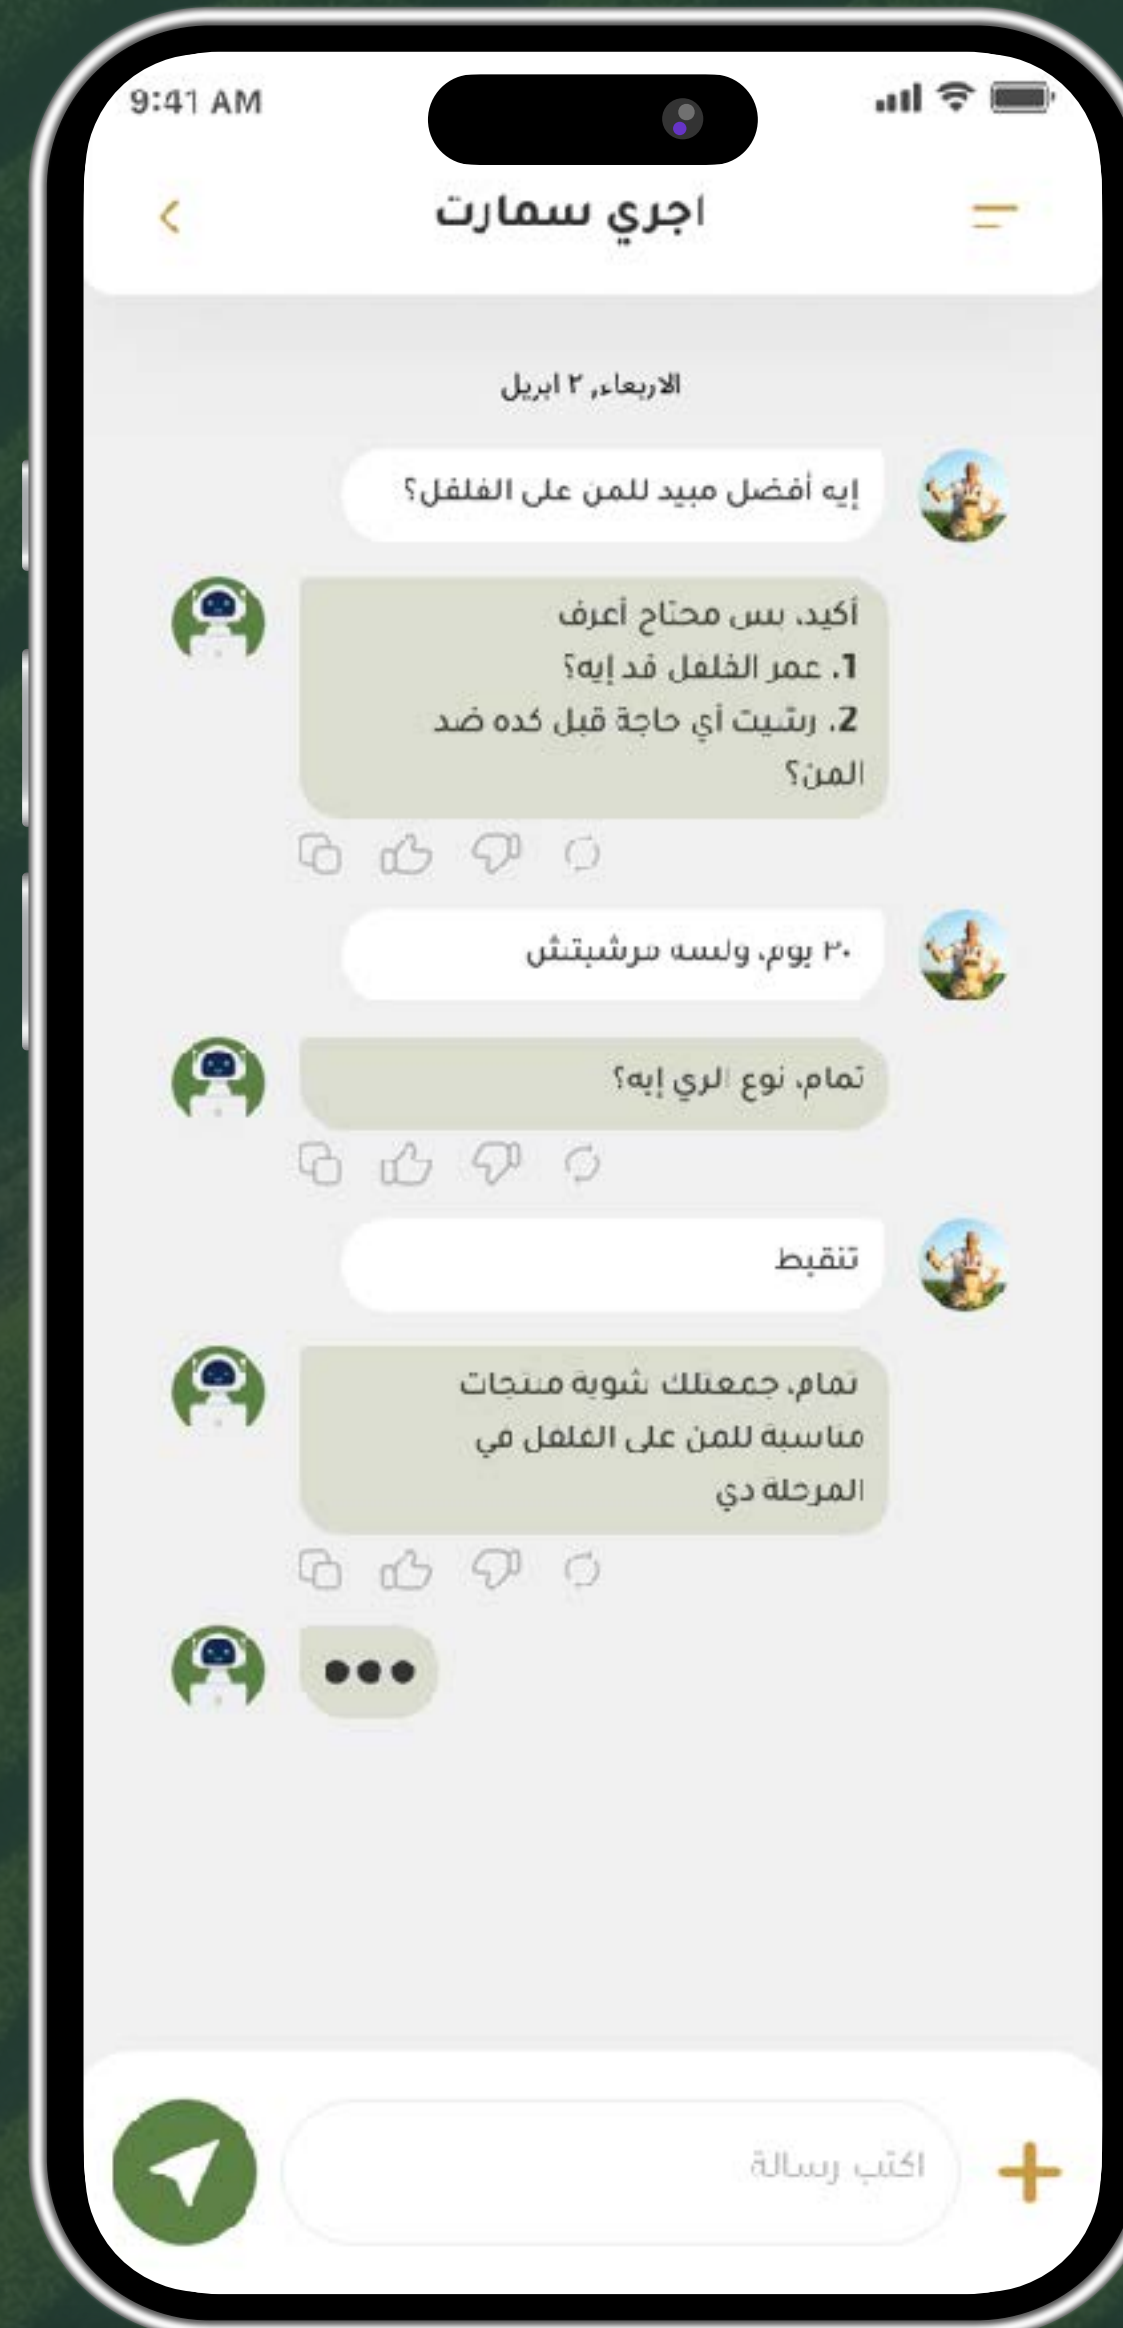 9:41 AM
اجري سمارت
الاربعاء, ٢ ابريل
إيه أفضل مبيد للمن على الفلفل؟
أكيد، بس محتاج أعرف
1. عمر الفلفل قد إيه؟
2. رشيت أي حاجة قبل كده ضد
المن؟
٣٠ يوم، ولسه مرشيتش
تمام، نوع الري إيه؟
تنقيط
تمام، جمعتلك شوية منتجات
مناسبة للمن على الفلفل في
المرحلة دي
اكتب رسالة